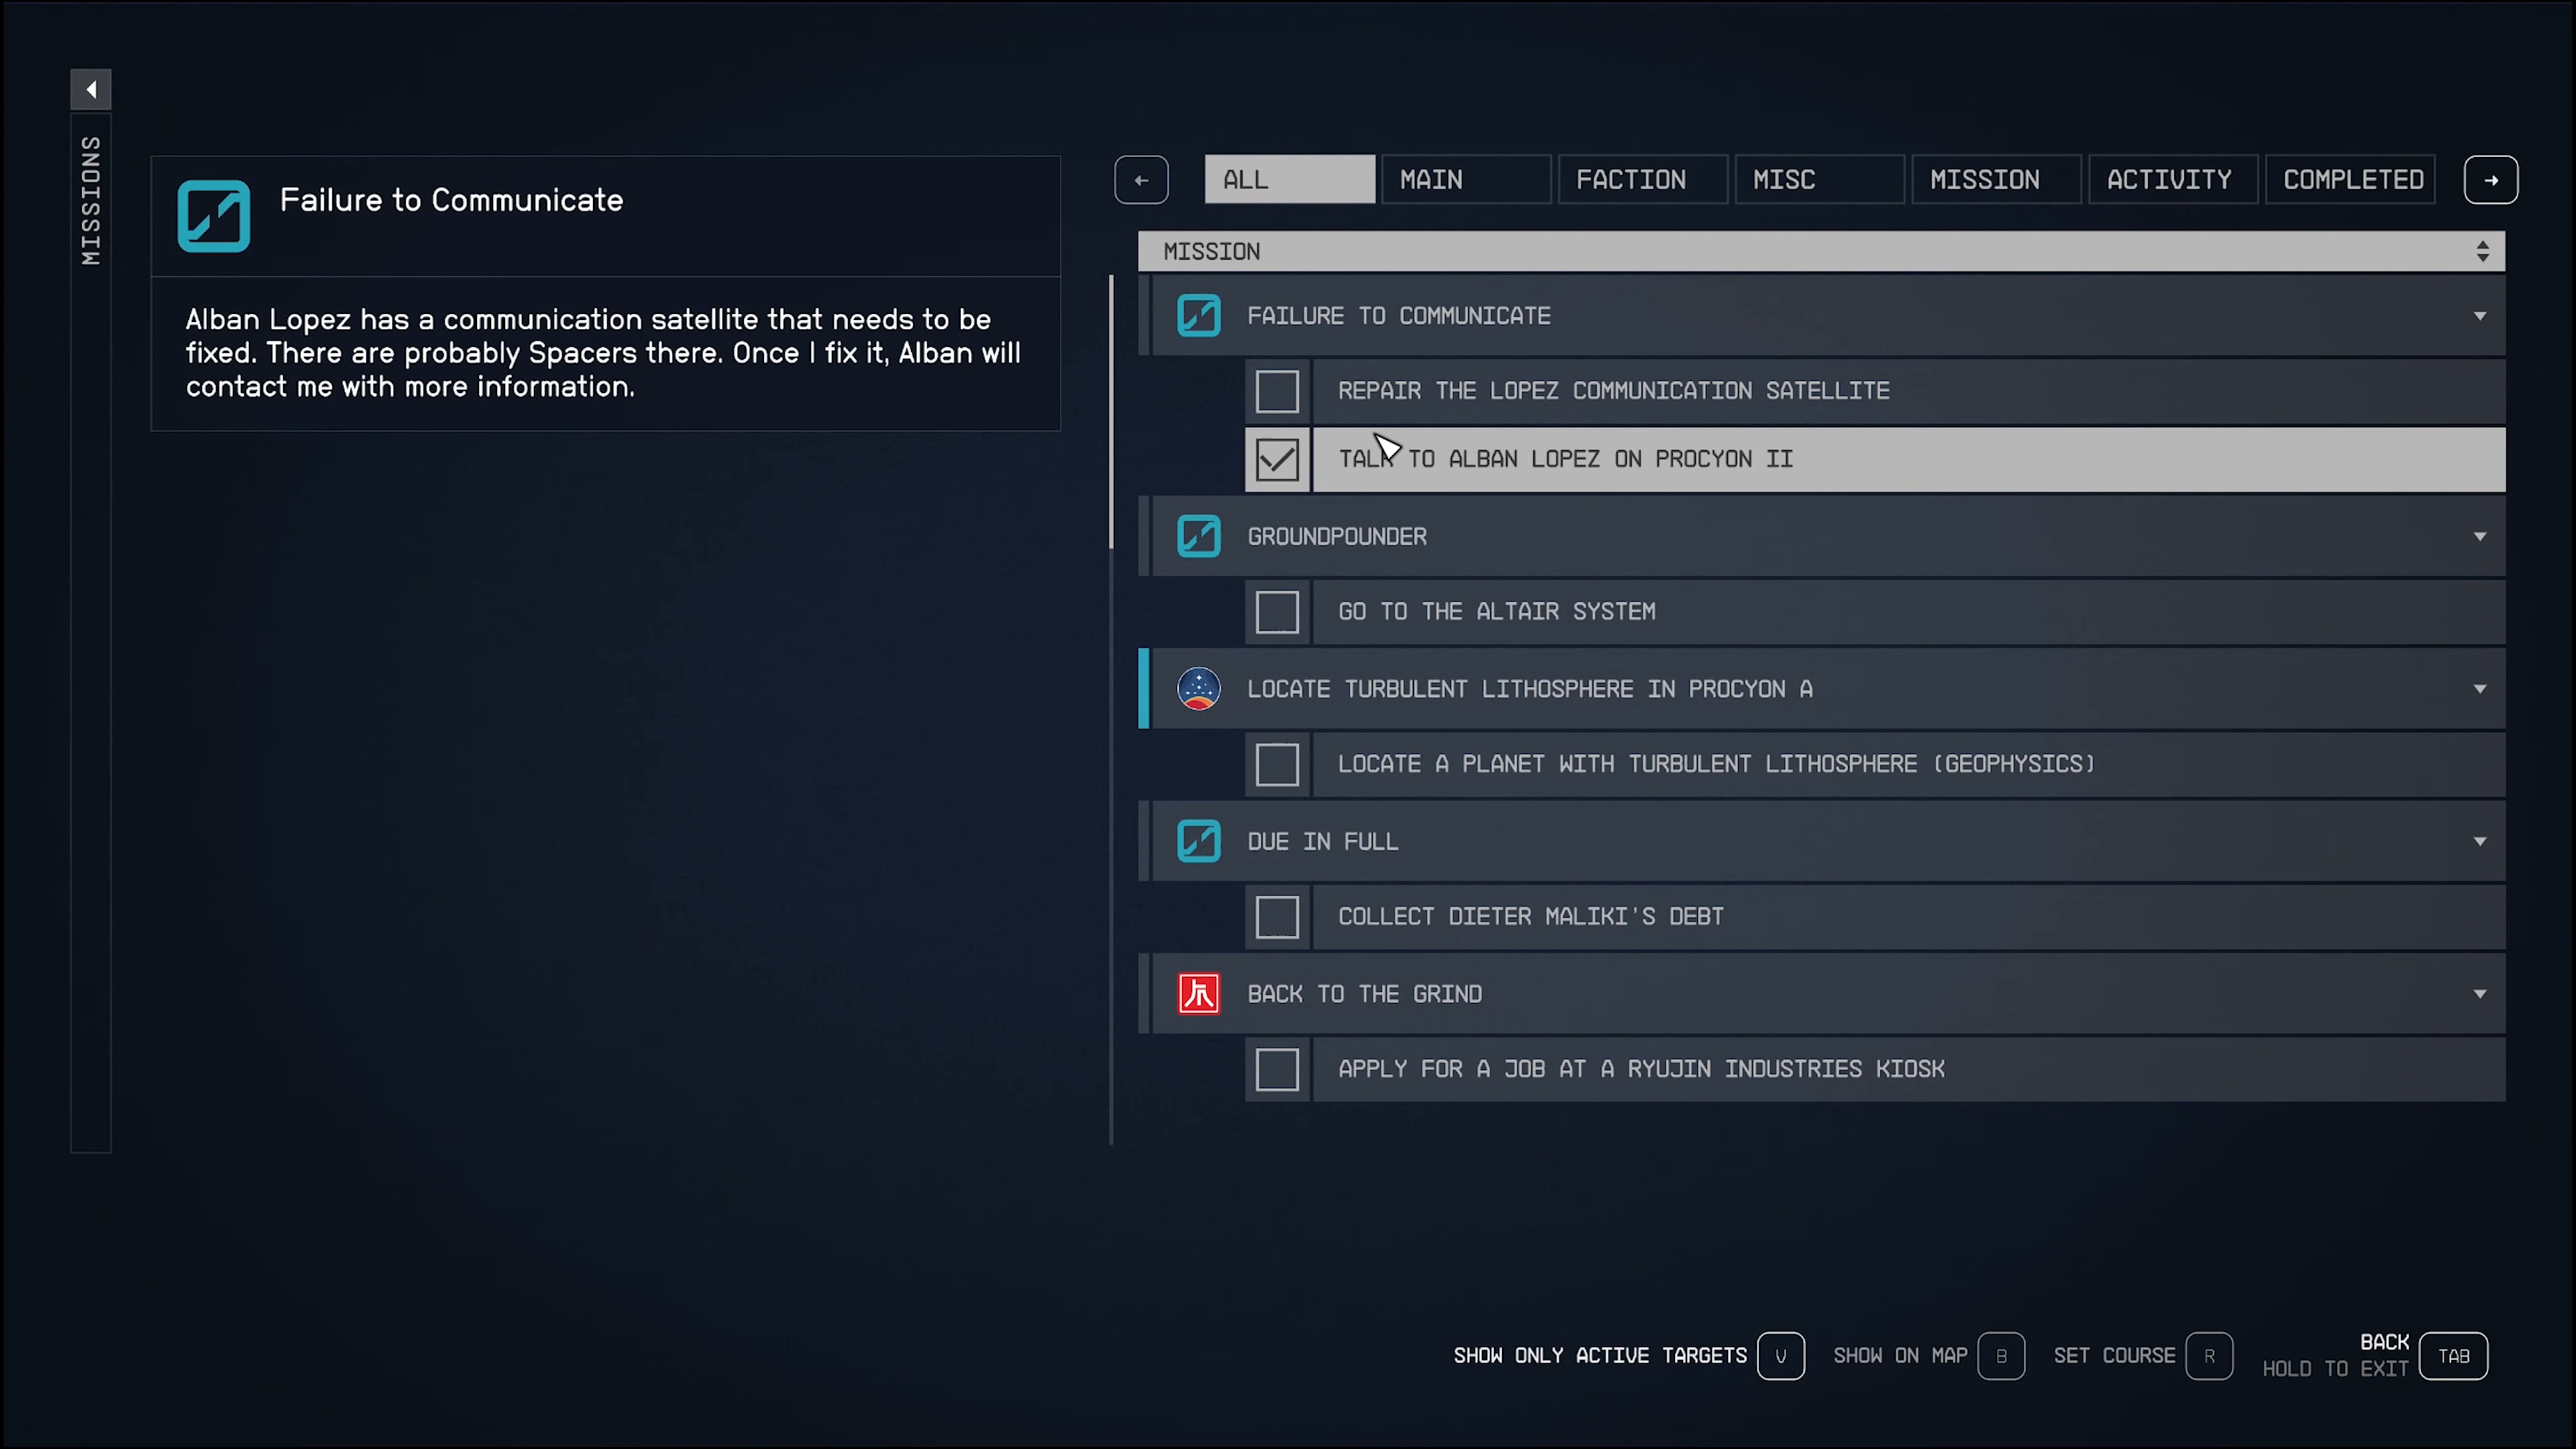 MISSIONS
Failure to Communicate
Alban Lopez has a communication satellite that needs to be
fixed. There are probably Spacers there. Once I fix it, Alban will
contact me with more information.
ALL
MAIN
FACTION
MISC
MISSION
ACTIVITY
COMPLETED
MISSION
FAILURE TO COMMUNICATE
REPAIR THE LOPEZ COMMUNICATION SATELLITE
TALK TO ALBAN LOPEZ ON PROCYON II
GROUNDPOUNDER
GO TO THE ALTAIR SYSTEM
LOCATE TURBULENT LITHOSPHERE IN PROCYON A
LOCATE A PLANET WITH TURBULENT LITHOSPHERE (GEOPHYSICS)
DUE IN FULL
COLLECT DIETER MALIKI'S DEBT
BACK TO THE GRIND
APPLY FOR A JOB AT A RYUJIN INDUSTRIES KIOSK
SHOW ONLY ACTIVE TARGETS V
SHOW ON MAP B
SET COURSE R
BACK
HOLD TO EXIT
TAB